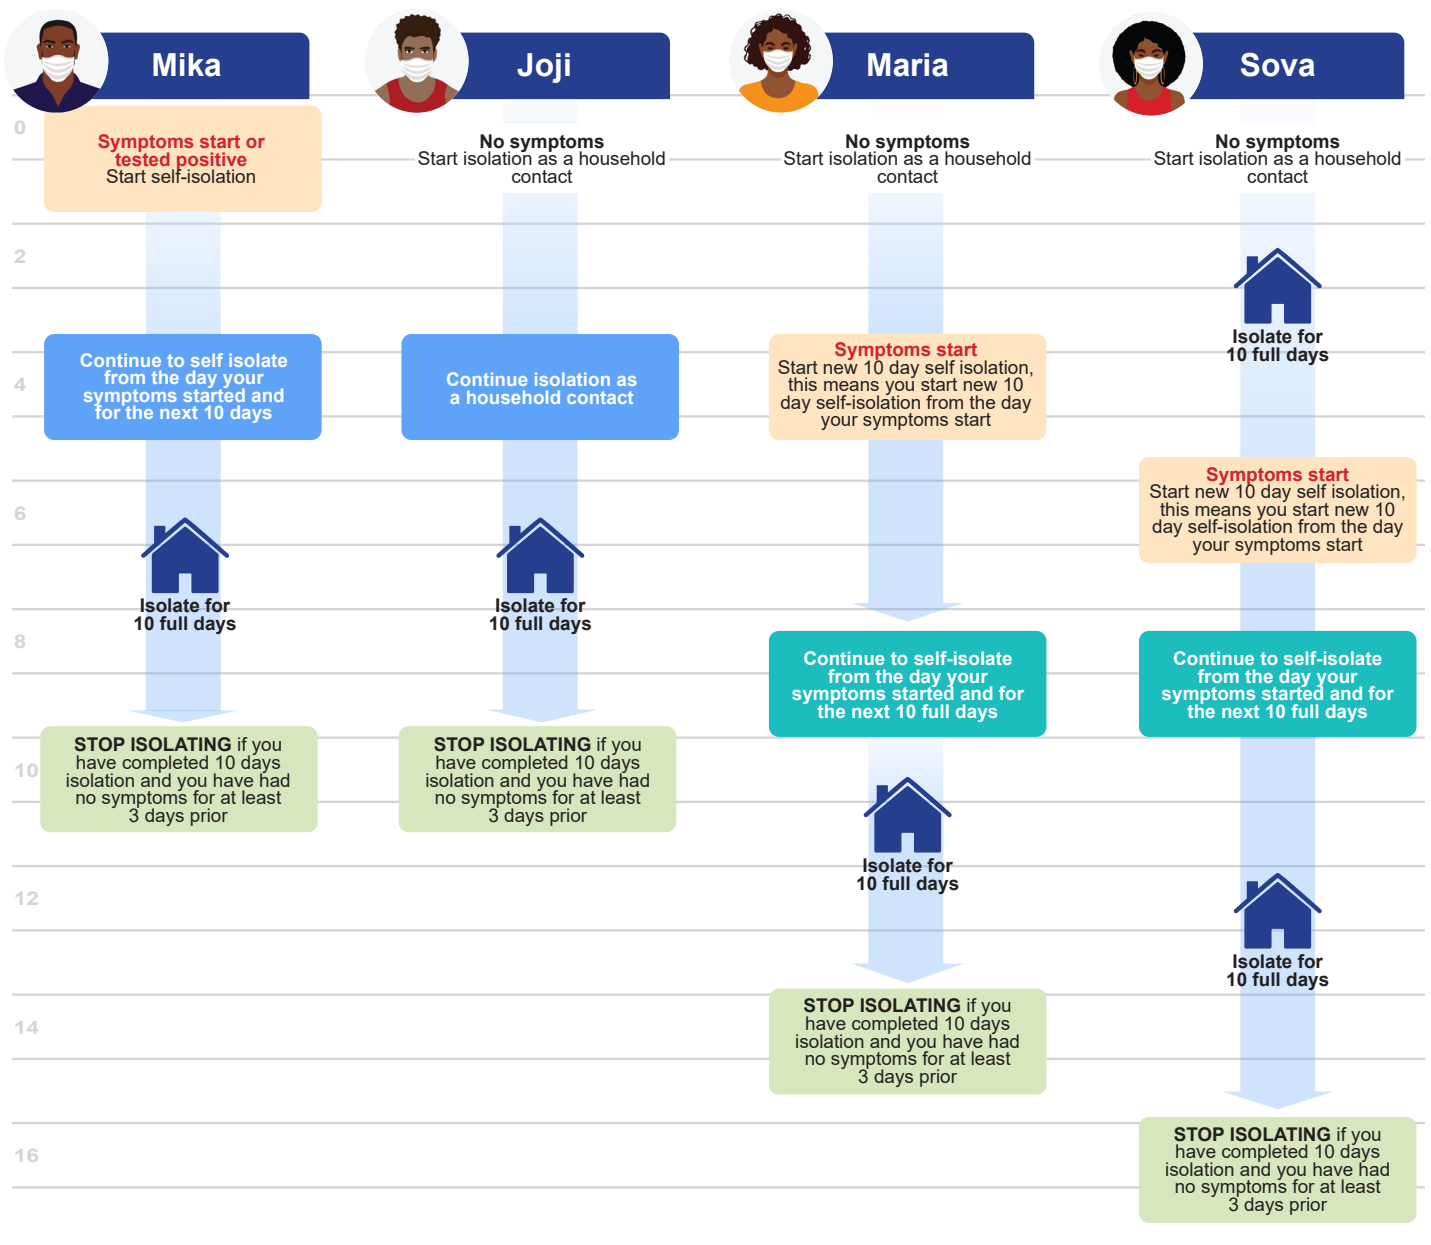 Mika
Joji
Maria
Sova
0
Symptoms start or
tested positive
Start self-isolation
No symptoms
Start isolation as a household
contact
No symptoms
Start isolation as a household
contact
No symptoms
Start isolation as a household
contact
2
Isolate for
10 full days
4
Continue to self isolate
from the day your
symptoms started and
for the next 10 days
Continue isolation as
a household contact
Symptoms start
Start new 10 day self isolation,
this means you start new 10
day self-isolation from the day
your symptoms start
6
Symptoms start
Start new 10 day self isolation,
this means you start new 10
day self-isolation from the day
your symptoms start
Isolate for
10 full days
Isolate for
10 full days
8
Continue to self-isolate
from the day your
symptoms started and for
the next 10 full days
Continue to self-isolate
from the day your
symptoms started and for
the next 10 full days
10
STOP ISOLATING if you
have completed 10 days
isolation and you have had
no symptoms for at least
3 days prior
STOP ISOLATING if you
have completed 10 days
isolation and you have had
no symptoms for at least
3 days prior
Isolate for
10 full days
12
Isolate for
10 full days
14
STOP ISOLATING if you
have completed 10 days
isolation and you have had
no symptoms for at least
3 days prior
16
STOP ISOLATING if you
have completed 10 days
isolation and you have had
no symptoms for at least
3 days prior